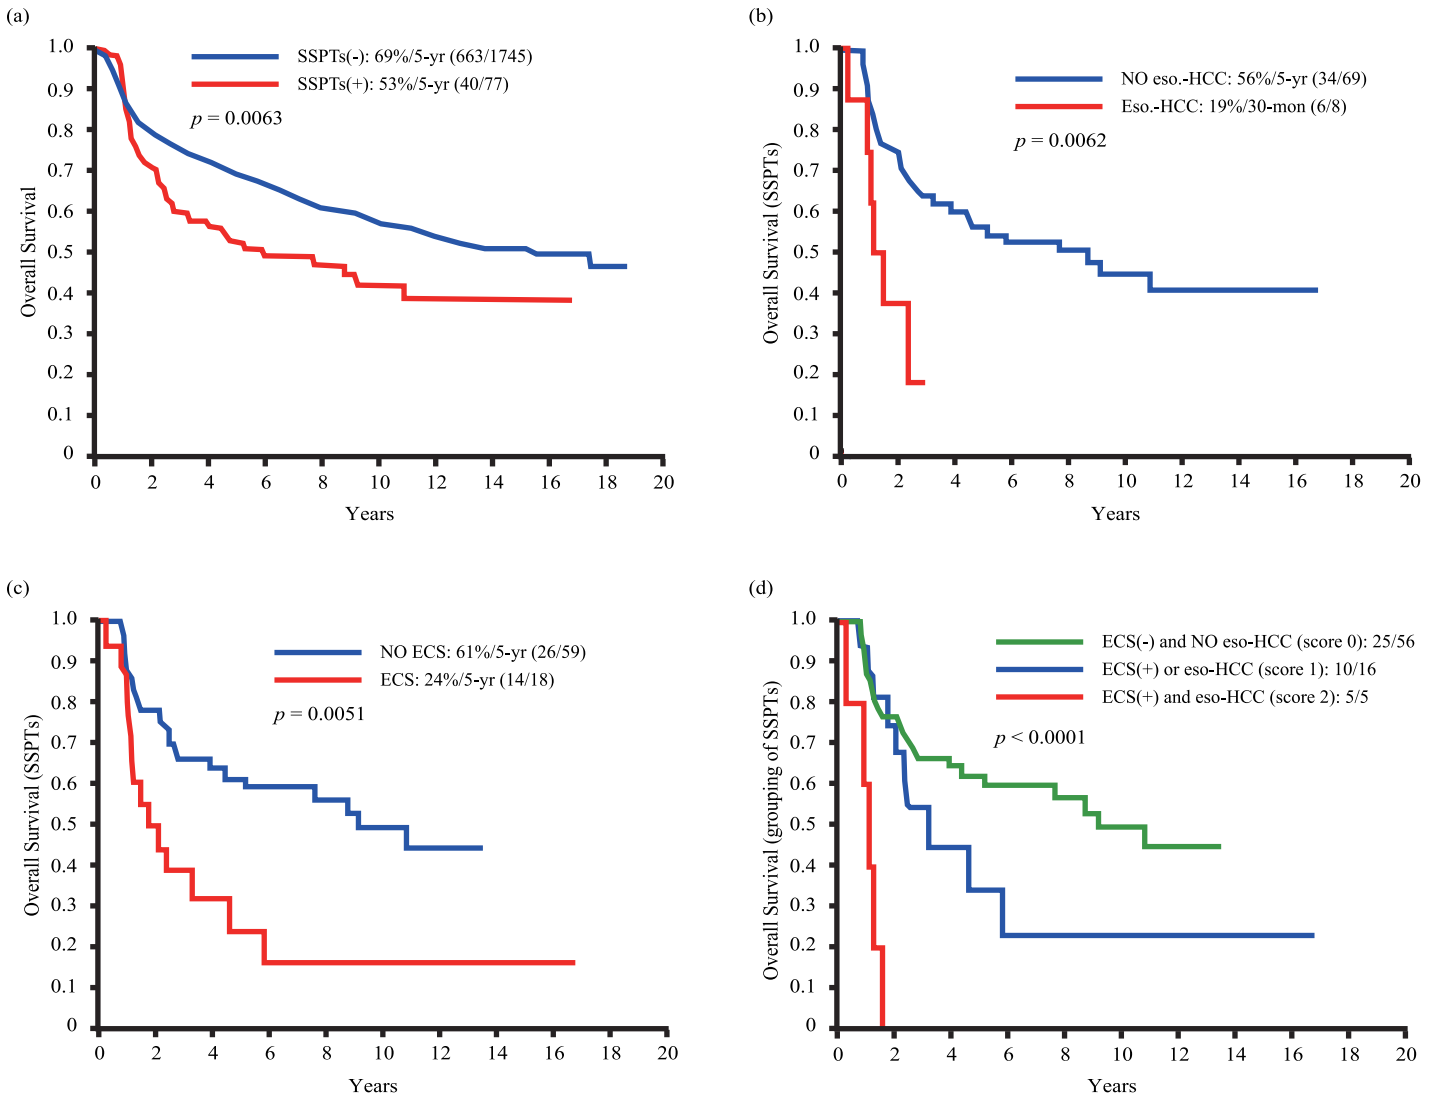 (a)
SSPTs(-): 69%/5-yr (663/1745)
SSPTs(+): 53%/5-yr (40/77)
p = 0.0063
Overall Survival
1.0
0.9
0.8
0.7
0.6
0.5
0.4
0.3
0.2
0.1
0
0 2 4 6 8 10 12 14 16 18 20
Years
(b)
NO eso.-HCC: 56%/5-yr (34/69)
Eso.-HCC: 19%/30-mon (6/8)
p = 0.0062
Overall Survival (SSPTs)
1.0
0.9
0.8
0.7
0.6
0.5
0.4
0.3
0.2
0.1
0
0 2 4 6 8 10 12 14 16 18 20
Years
(c)
NO ECS: 61%/5-yr (26/59)
ECS: 24%/5-yr (14/18)
p = 0.0051
Overall Survival (SSPTs)
1.0
0.9
0.8
0.7
0.6
0.5
0.4
0.3
0.2
0.1
0
0 2 4 6 8 10 12 14 16 18 20
Years
(d)
ECS(-) and NO eso-HCC (score 0): 25/56
ECS(+) or eso-HCC (score 1): 10/16
ECS(+) and eso-HCC (score 2): 5/5
p < 0.0001
Overall Survival (grouping of SSPTs)
1.0
0.9
0.8
0.7
0.6
0.5
0.4
0.3
0.2
0.1
0
0 2 4 6 8 10 12 14 16 18 20
Years